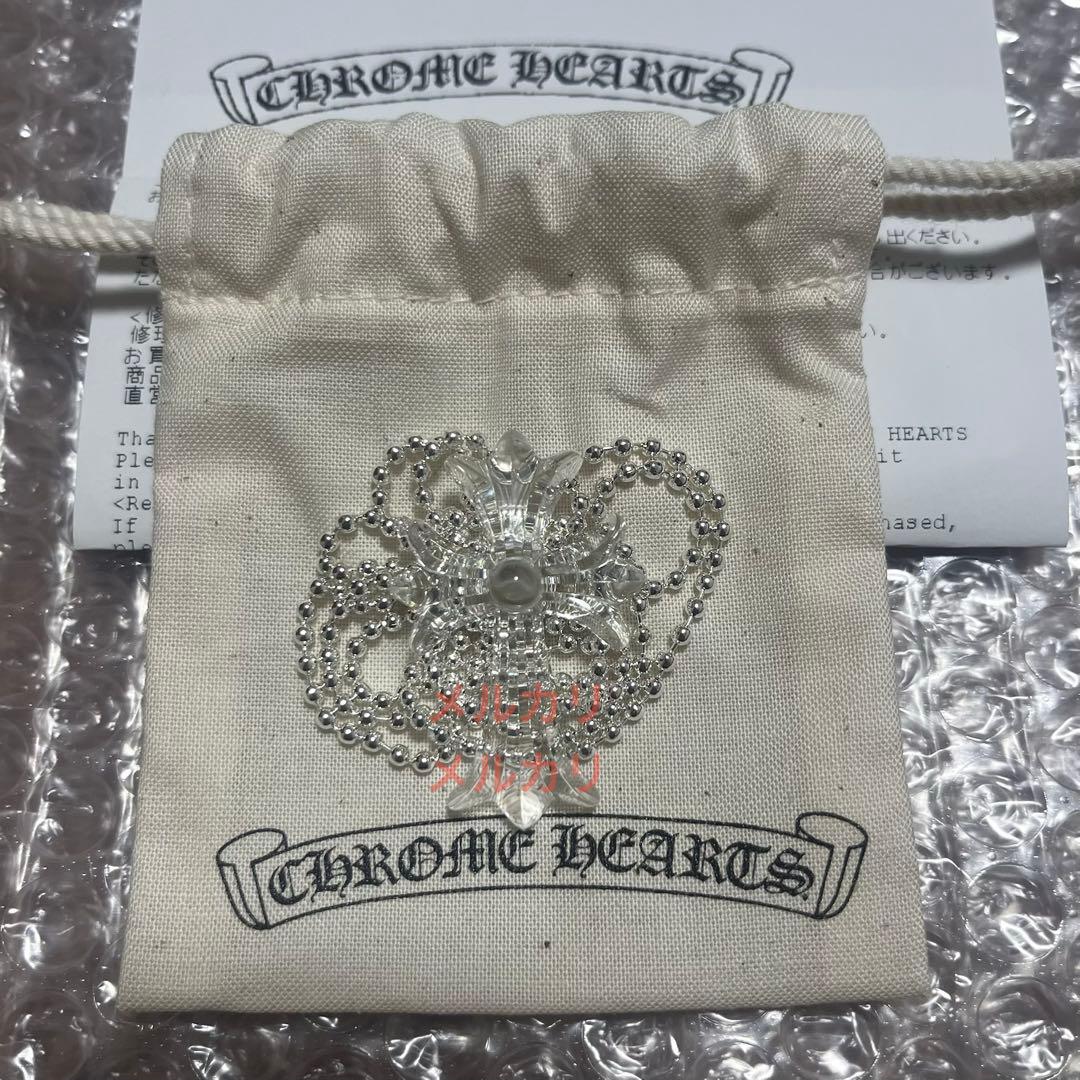 CHROME HEARTS
お
出ください。
て
た
合がございます。
<修
修理
い。
お買
商品
直営
Tha
HEARTS
Ple
it
in
<Re
If
hased,
ple
メルカリ
メルカリ
CHROME HEARTS